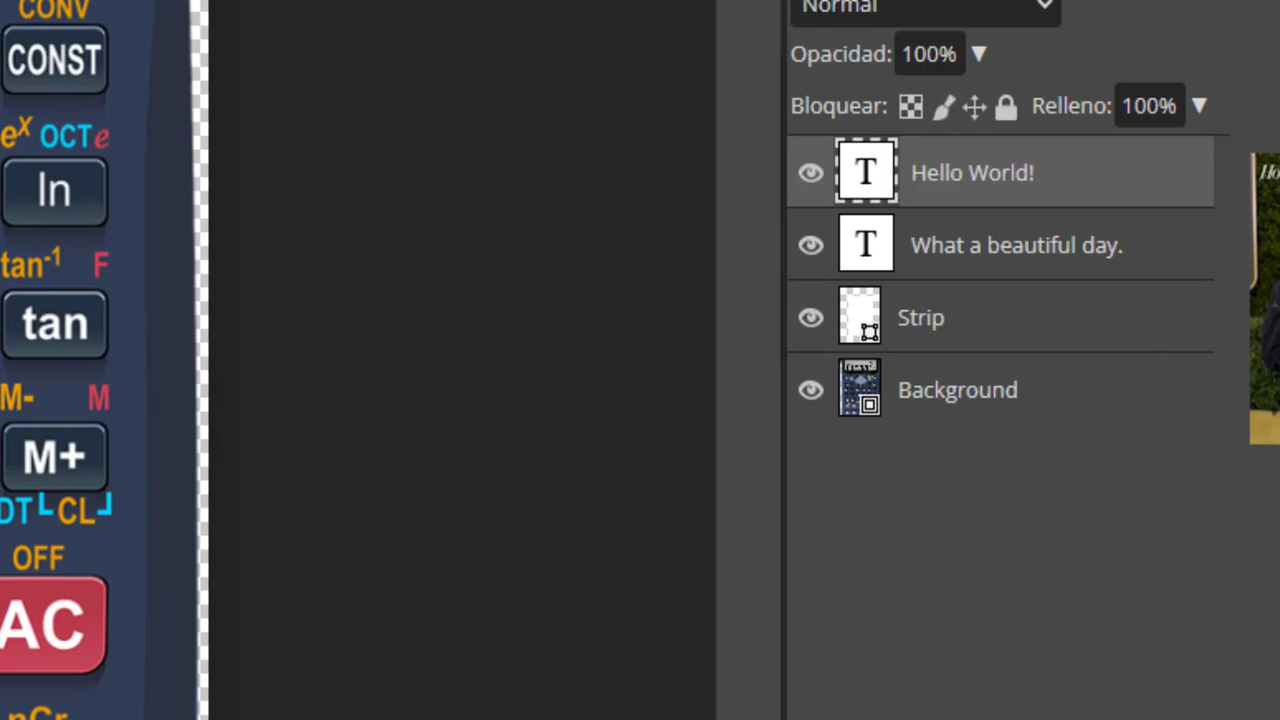 CONV
CONST
eˣ OCT e
ln
tan⁻¹ F
tan
M- M
M+
DT CL
OFF
AC
nCr
Normal
Opacidad: 100%
Bloquear: Relleno: 100%
T Hello World!
T What a beautiful day.
Strip
Background